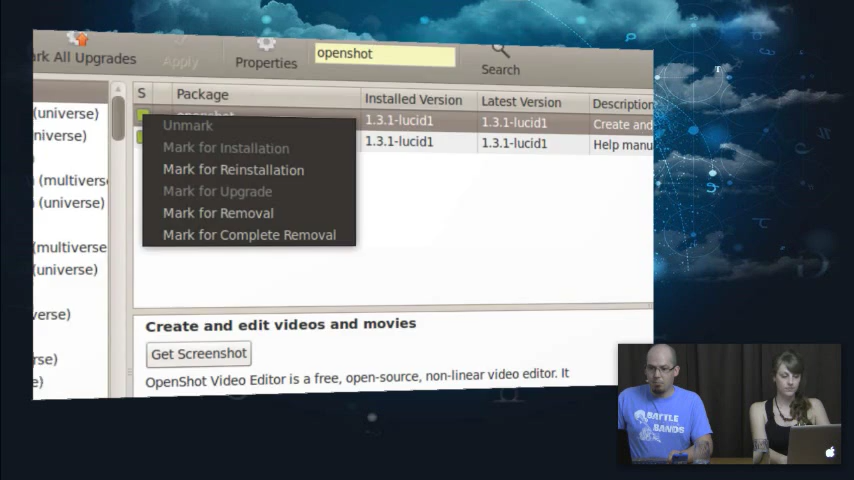 rk All Upgrades
Apply
Properties
openshot
Search
S
Package
Installed Version
Latest Version
Description
(universe)
niverse)
(multivers
(universe)
(multiverse
(universe)
verse)
rse)
e)
1.3.1-lucid1
1.3.1-lucid1
Create and
1.3.1-lucid1
1.3.1-lucid1
Help manu
Unmark
Mark for Installation
Mark for Reinstallation
Mark for Upgrade
Mark for Removal
Mark for Complete Removal
Create and edit videos and movies
Get Screenshot
OpenShot Video Editor is a free, open-source, non-linear video editor. It
BATTLE
BANDS